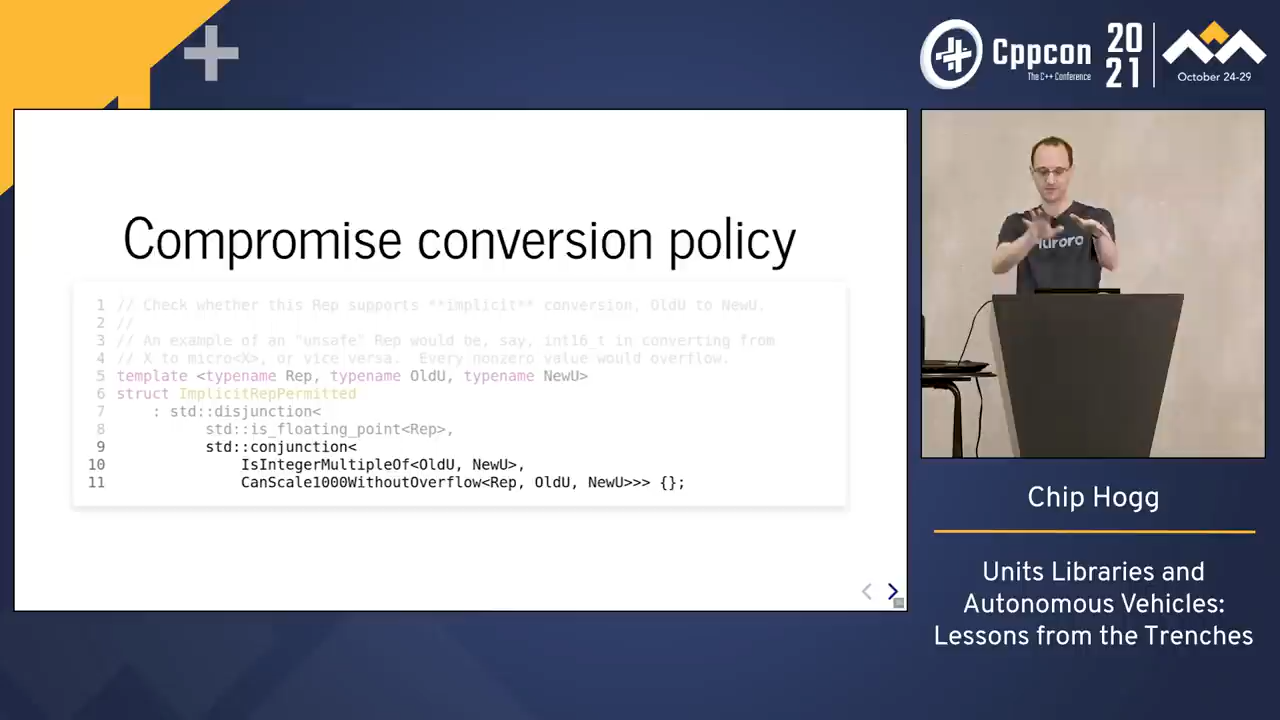 Cppcon
The C++ Conference
20
21
October 24-29
Compromise conversion policy
1 // Check whether this Rep supports **implicit** conversion, OldU to NewU.
2 //
3 // An example of an "unsafe" Rep would be, say, int16_t in converting from
4 // X to micro<X>, or vice versa.  Every nonzero value would overflow.
5 template <typename Rep, typename OldU, typename NewU>
6 struct ImplicitRepPermitted
7     : std::disjunction<
8           std::is_floating_point<Rep>,
9           std::conjunction<
10               IsIntegerMultipleOf<OldU, NewU>,
11               CanScale1000WithoutOverflow<Rep, OldU, NewU>>> {};
Chip Hogg
Units Libraries and
Autonomous Vehicles:
Lessons from the Trenches